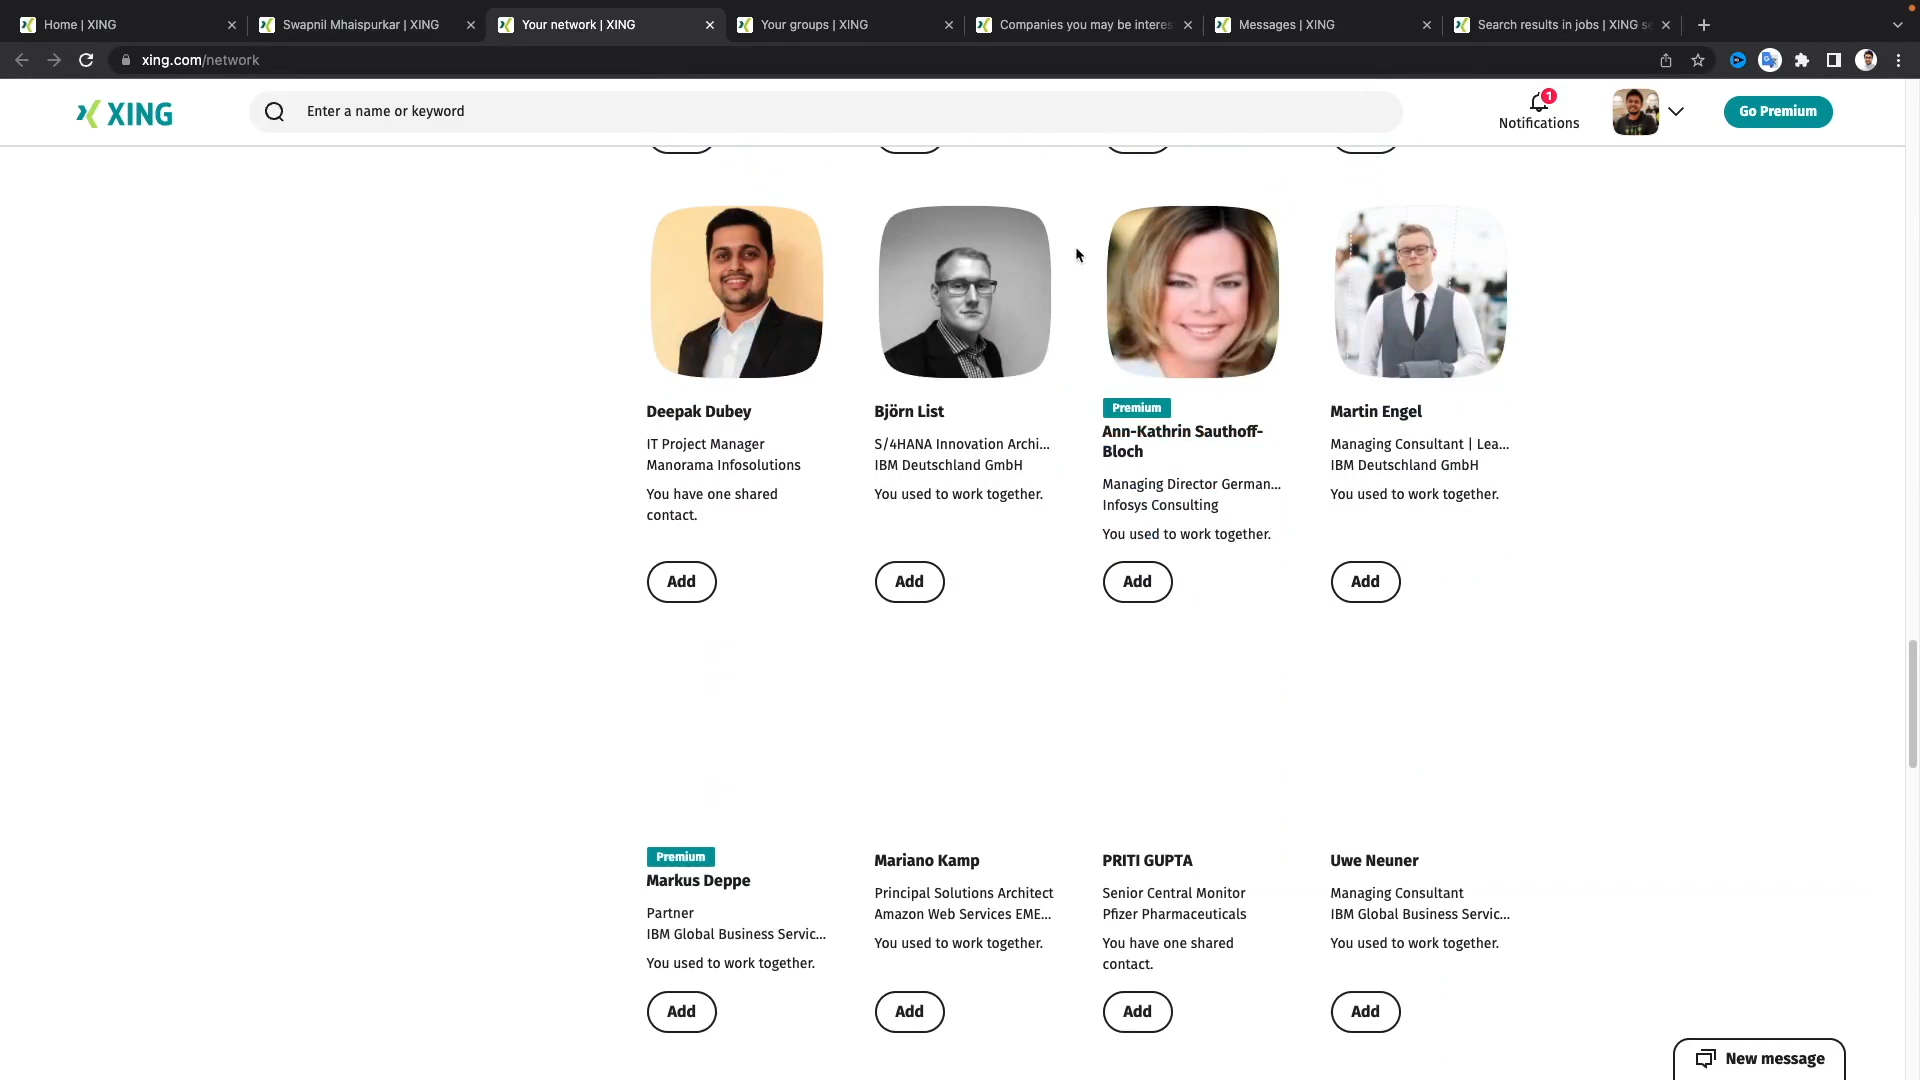 Home | XING
Swapnil Mhaispurkar | XING
Your network | XING
Your groups | XING
Companies you may be interes
Messages | XING
Search results in jobs | XING se
xing.com/network
XING
Enter a name or keyword
1
Notifications
Go Premium
Deepak Dubey
IT Project Manager
Manorama Infosolutions
You have one shared
contact.
Add
Björn List
S/4HANA Innovation Archi...
IBM Deutschland GmbH
You used to work together.
Add
Premium
Ann-Kathrin Sauthoff-
Bloch
Managing Director German...
Infosys Consulting
You used to work together.
Add
Martin Engel
Managing Consultant | Lea...
IBM Deutschland GmbH
You used to work together.
Add
Premium
Markus Deppe
Partner
IBM Global Business Servic...
You used to work together.
Add
Mariano Kamp
Principal Solutions Architect
Amazon Web Services EME...
You used to work together.
Add
PRITI GUPTA
Senior Central Monitor
Pfizer Pharmaceuticals
You have one shared
contact.
Add
Uwe Neuner
Managing Consultant
IBM Global Business Servic...
You used to work together.
Add
New message